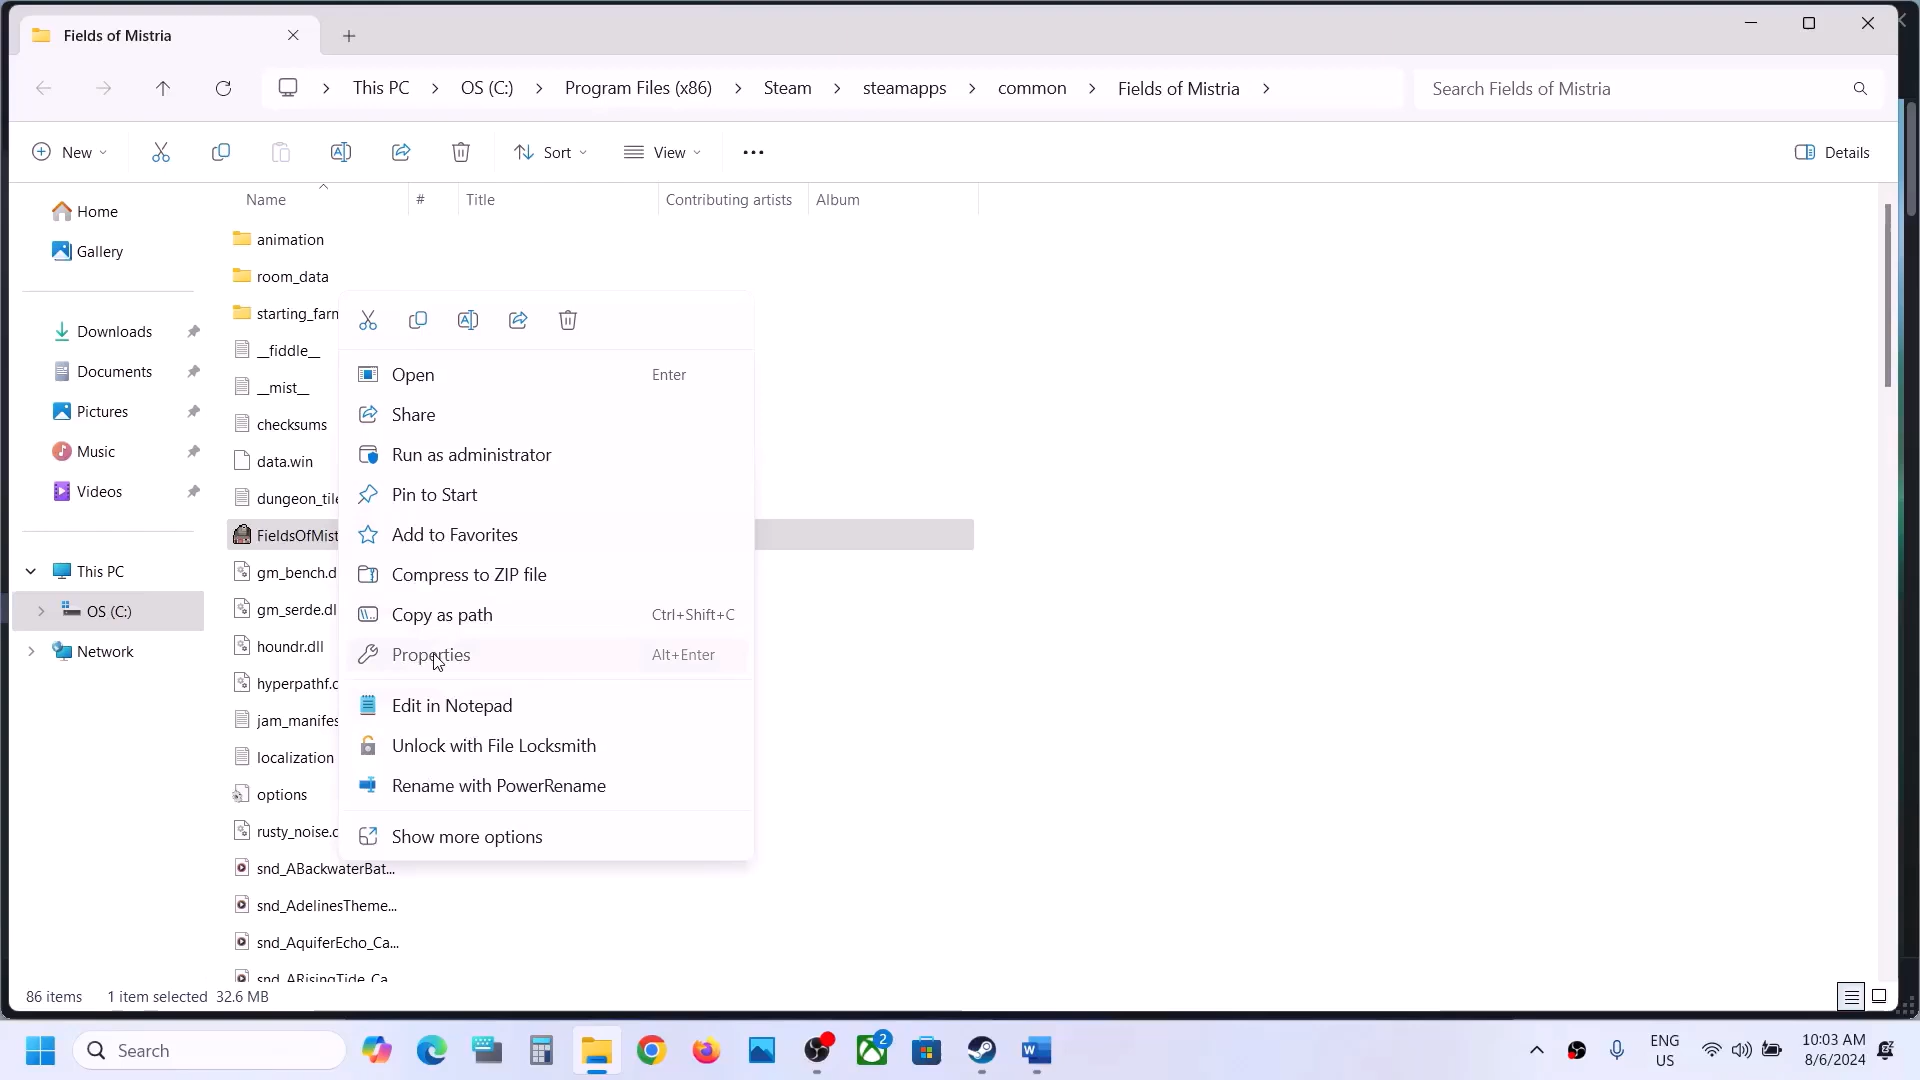 Fields of Mistria
This PC > OS (C:) > Program Files (x86) > Steam > steamapps > common > Fields of Mistria >
Search Fields of Mistria
New
Sort
View
Details
Name
#
Title
Contributing artists
Album
Home
Gallery
Downloads
Documents
Pictures
Music
Videos
This PC
OS (C:)
Network
animation
room_data
starting_farm
__fiddle__
__mist__
checksums
data.win
dungeon_tile
FieldsOfMist
gm_bench.d
gm_serde.dl
houndr.dll
hyperpathf.c
jam_manifes
localization
options
rusty_noise.c
snd_ABackwaterBat...
snd_AdelinesTheme...
snd_AquiferEcho_Ca...
snd_ARisingTide_Ca
Open Enter
Share
Run as administrator
Pin to Start
Add to Favorites
Compress to ZIP file
Copy as path Ctrl+Shift+C
Properties Alt+Enter
Edit in Notepad
Unlock with File Locksmith
Rename with PowerRename
Show more options
86 items 1 item selected 32.6 MB
Search
2
ENG
US
10:03 AM
8/6/2024